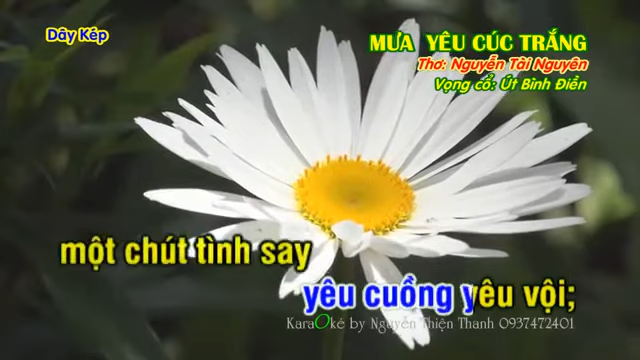 Dây Kép
MƯA YÊU CÚC TRẮNG
Thơ: Nguyễn Tài Nguyên
Vọng cổ: Út Bình Điền
một chút tình say
yêu cuồng yêu vội;
KaraOké by Nguyễn Thiện Thanh 0937472401